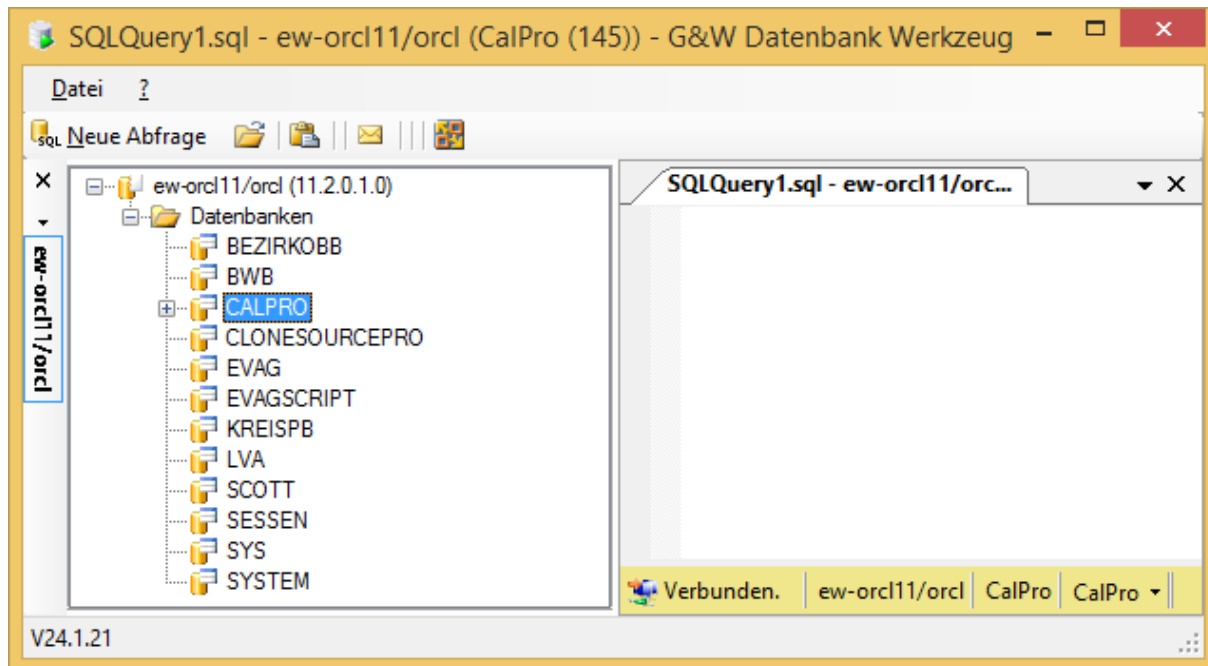 SQLQuery1.sql - ew-orcl11/orcl (CalPro (145)) - G&W Datenbank Werkzeug
Datei ?
SQL Neue Abfrage
ew-orcl11/orcl
ew-orcl11/orcl (11.2.0.1.0)
Datenbanken
BEZIRKOBB
BWB
CALPRO
CLONESOURCEPRO
EVAG
EVAGSCRIPT
KREISPB
LVA
SCOTT
SESSEN
SYS
SYSTEM
SQLQuery1.sql - ew-orcl11/orc...
Verbunden. ew-orcl11/orcl CalPro CalPro
V24.1.21